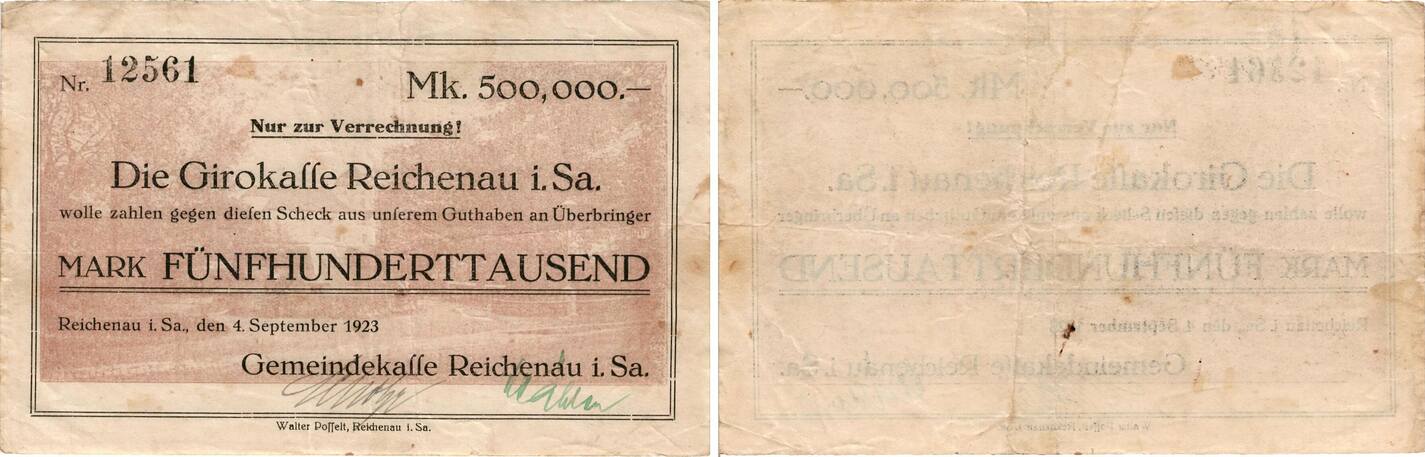 Nr. 12561
Mk. 500,000.—
Nur zur Verrechnung!
Die Girokaſſe Reichenau i. Sa.
wolle zahlen gegen dieſen Scheck aus unſerem Guthaben an Überbringer
MARK FÜNFHUNDERTTAUSEND
Reichenau i. Sa., den 4. September 1923
Gemeindekaſſe Reichenau i. Sa.
Walter Poſſelt, Reichenau i. Sa.